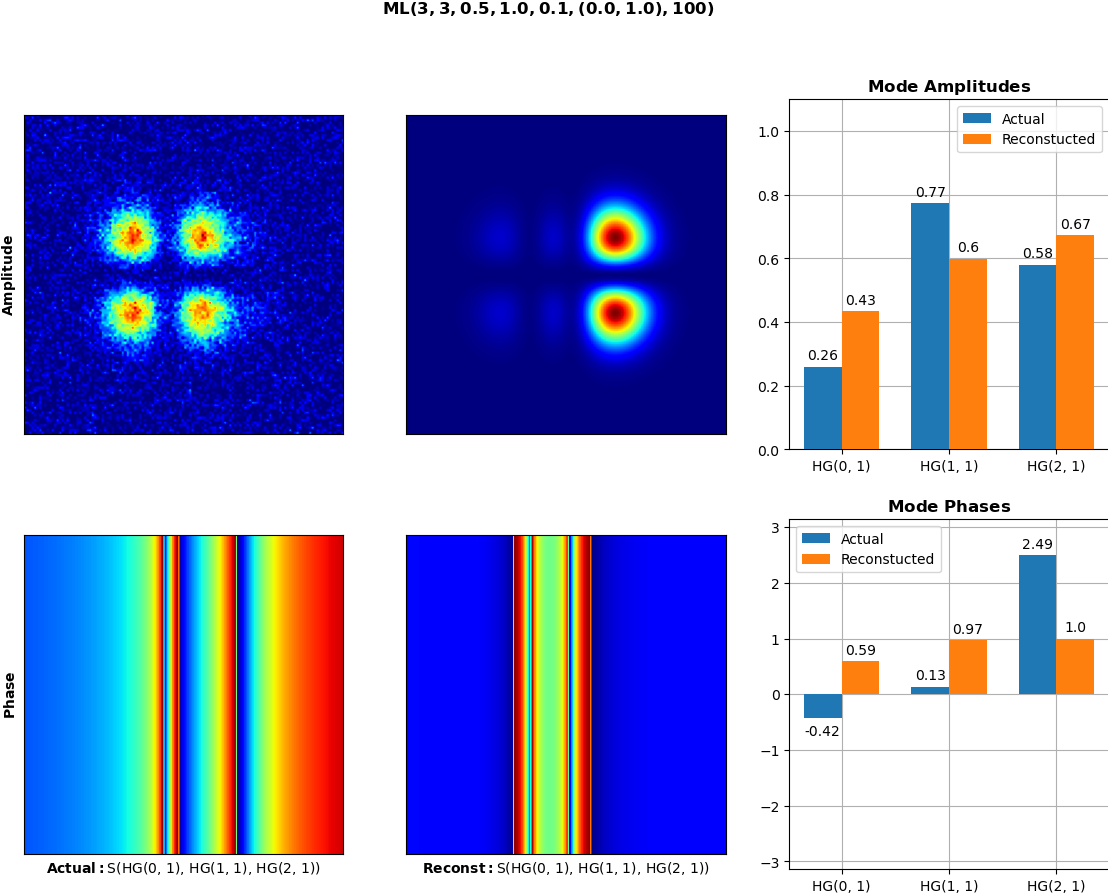 ML(3, 3, 0.5, 1.0, 0.1, (0.0, 1.0), 100)
Amplitude
Mode Amplitudes
Actual
Reconstucted
1.0
0.8
0.6
0.4
0.2
0.0
0.26
0.43
0.77
0.6
0.58
0.67
HG(0, 1)
HG(1, 1)
HG(2, 1)
Phase
Actual: S(HG(0, 1), HG(1, 1), HG(2, 1))
Reconst: S(HG(0, 1), HG(1, 1), HG(2, 1))
Mode Phases
Actual
Reconstucted
3
2
1
0
−1
−2
−3
-0.42
0.59
0.13
0.97
2.49
1.0
HG(0, 1)
HG(1, 1)
HG(2, 1)